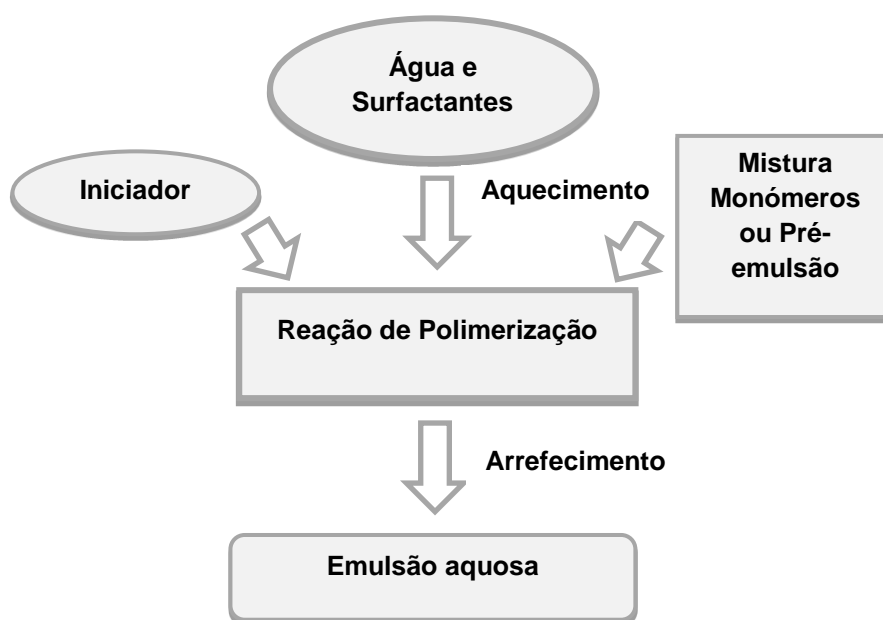 Água e
Surfactantes
Iniciador
Aquecimento
Mistura
Monómeros
ou Pré-
emulsão
Reação de Polimerização
Arrefecimento
Emulsão aquosa